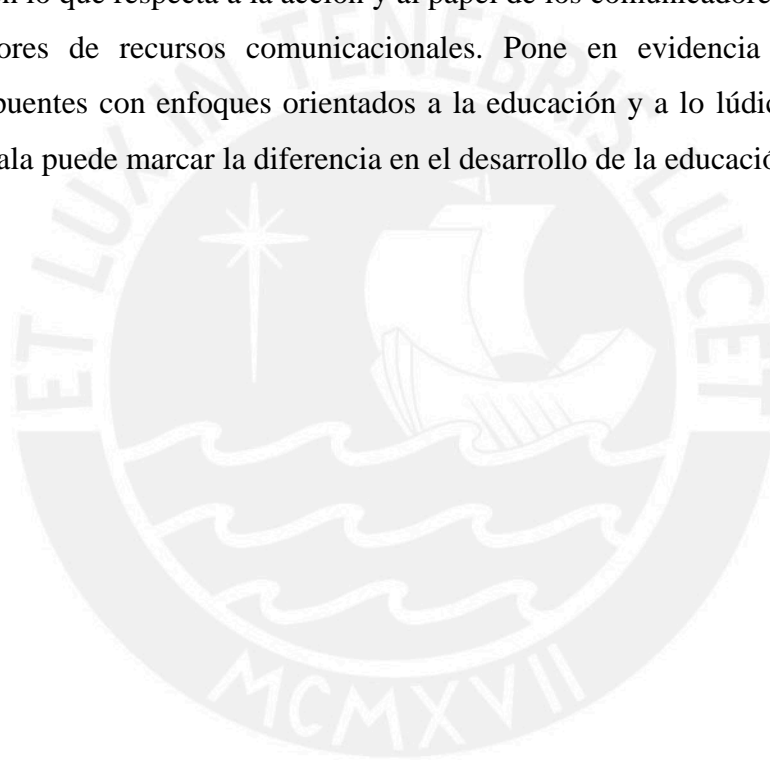 n lo que respecta a la acción y al papel de los comunicadore
ores de recursos comunicacionales. Pone en evidencia
puentes con enfoques orientados a la educación y a lo lúdic
ala puede marcar la diferencia en el desarrollo de la educació
ET LUX IN TENEBRIS LUCET
MCMXVII